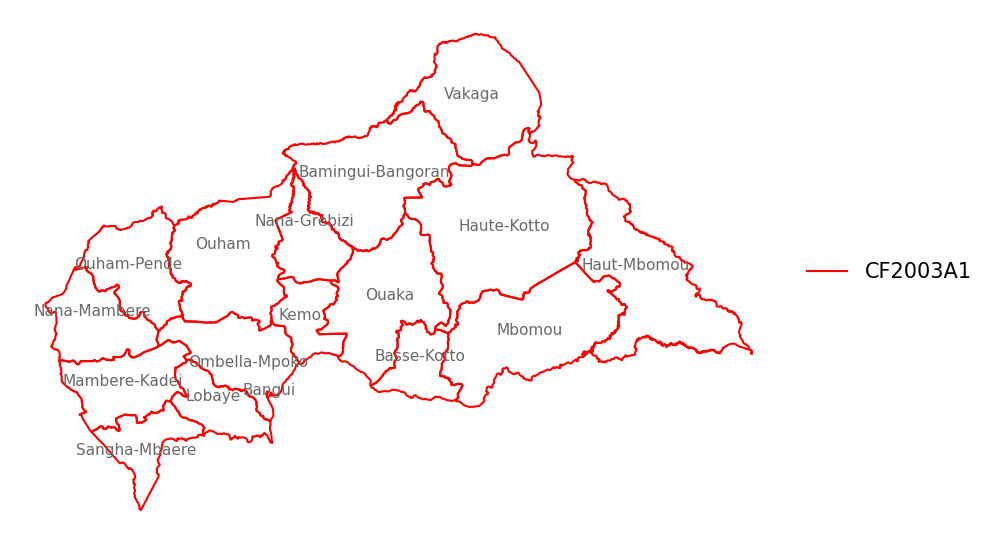 Vakaga
Bamingui-Bangoran
Nana-Grebizi
Haute-Kotto
Ouham
Ouham-Pende
Haut-Mbomou
CF2003A1
Ouaka
Nana-Mambere
Kemo
Mbomou
Basse-Kotto
Ombella-Mpoko
Mambere-Kadei
Bangui
Lobaye
Sangha-Mbaere